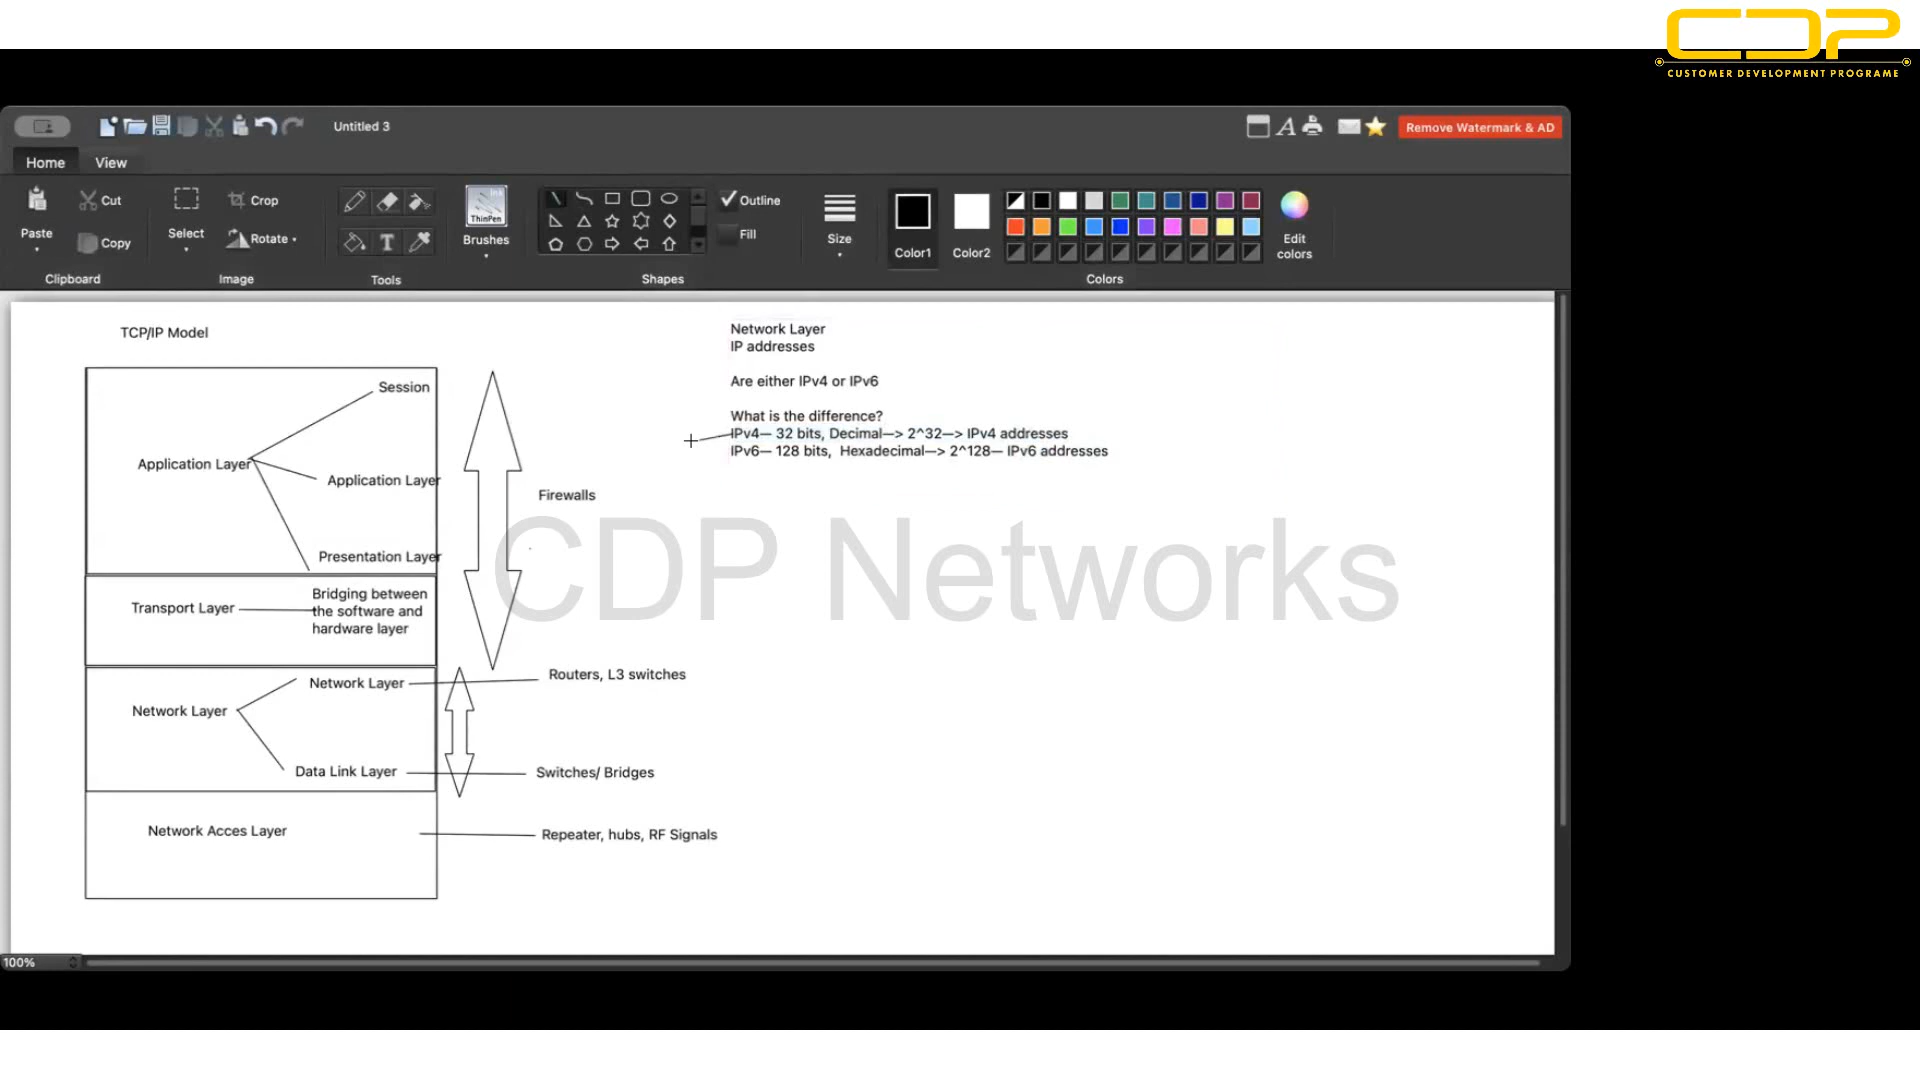 CDP
CUSTOMER DEVELOPMENT PROGRAME
Untitled 3
A
Remove Watermark & AD
Home
View
Paste
Cut
Copy
Clipboard
Select
Crop
Rotate
Image
T
Tools
Ink
ThinPen
Brushes
Outline
Fill
Shapes
Size
Color1
Color2
Colors
Edit
colors
TCP/IP Model
Session
Application Layer
Application Layer
Presentation Layer
Transport Layer
Bridging between
the software and
hardware layer
Network Layer
Network Layer
Data Link Layer
Network Acces Layer
Firewalls
Routers, L3 switches
Switches/ Bridges
Repeater, hubs, RF Signals
Network Layer
IP addresses
Are either IPv4 or IPv6
What is the difference?
IPv4— 32 bits, Decimal—> 2^32—> IPv4 addresses
IPv6— 128 bits,  Hexadecimal—> 2^128— IPv6 addresses
CDP Networks
100%